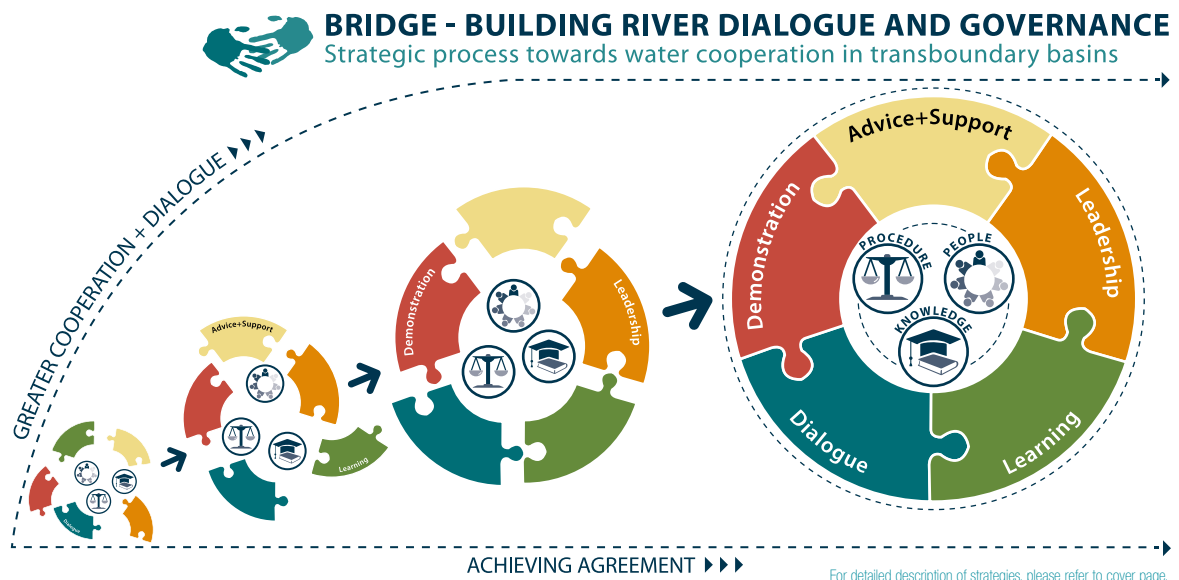 BRIDGE - BUILDING RIVER DIALOGUE AND GOVERNANCE
Strategic process towards water cooperation in transboundary basins
GREATER COOPERATION + DIALOGUE
Dialogue
Advice+Support
Learning
Demonstration
Leadership
Advice+Support
Demonstration
Leadership
PROCEDURE
PEOPLE
KNOWLEDGE
Dialogue
Learning
ACHIEVING AGREEMENT
For detailed description of strategies, please refer to cover page.